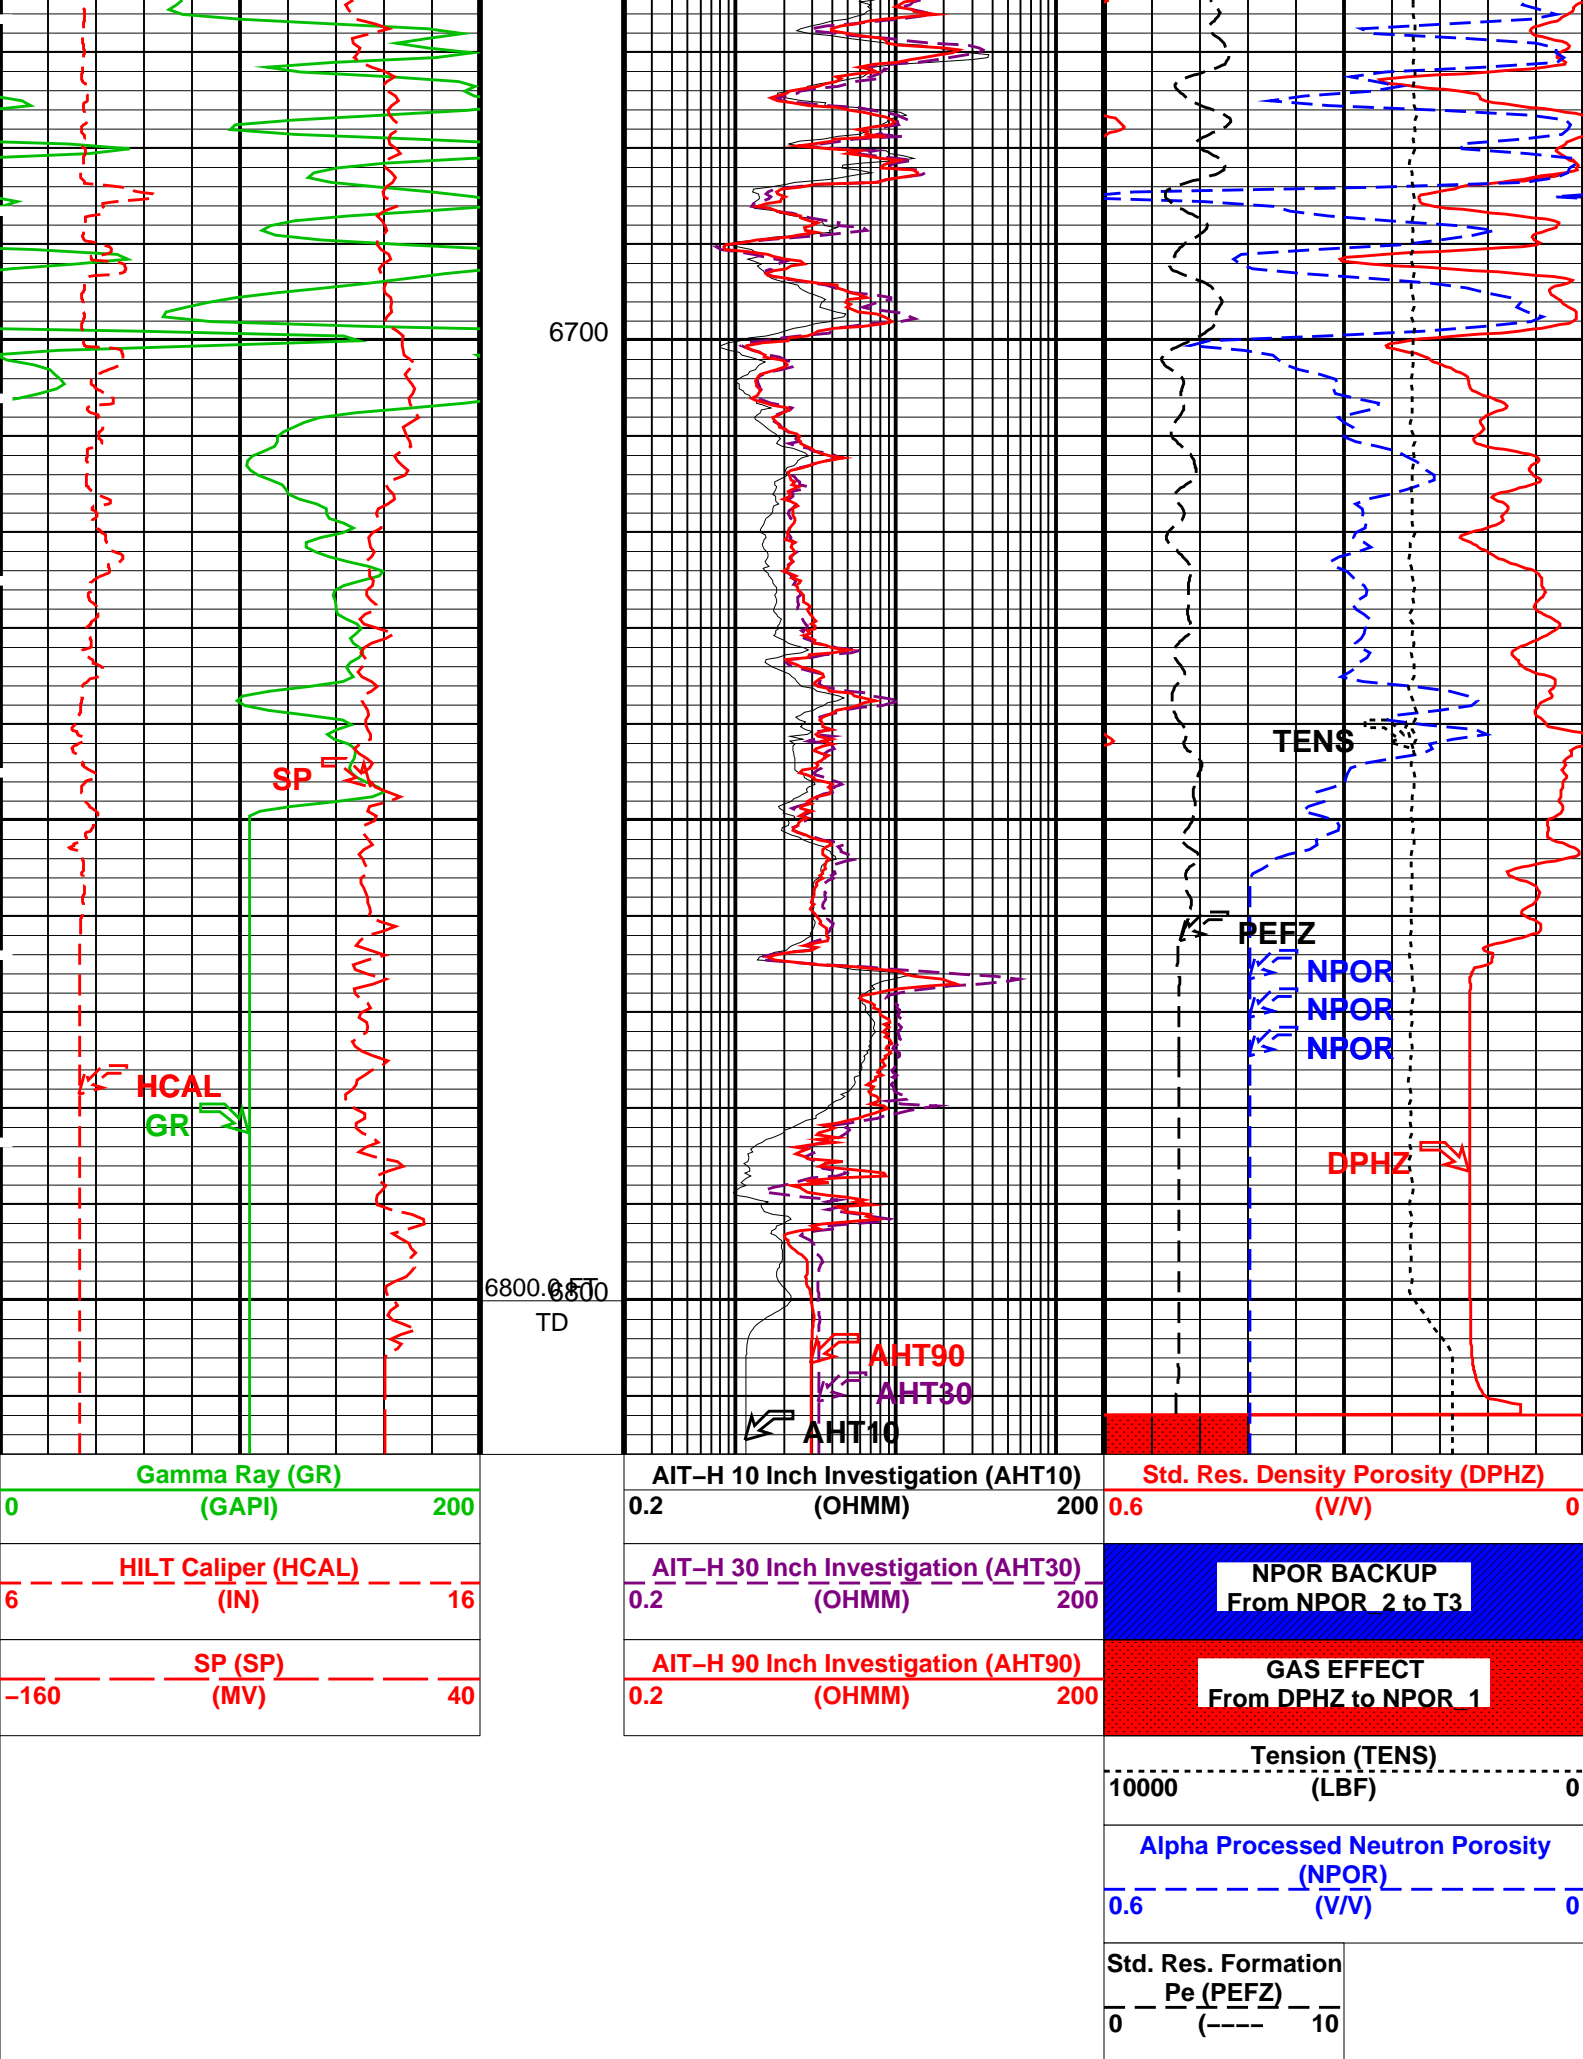 6700
TENS
SP
PEFZ
NPOR
NPOR
NPOR
HCAL
GR
DPHZ
6800.0 FT
6800
TD
AHT90
AHT30
AHT10
Gamma Ray (GR)
0 (GAPI) 200
HILT Caliper (HCAL)
6 (IN) 16
SP (SP)
−160 (MV) 40
AIT−H 10 Inch Investigation (AHT10)
0.2 (OHMM) 200
AIT−H 30 Inch Investigation (AHT30)
0.2 (OHMM) 200
AIT−H 90 Inch Investigation (AHT90)
0.2 (OHMM) 200
Std. Res. Density Porosity (DPHZ)
0.6 (V/V) 0
NPOR BACKUP
From NPOR_2 to T3
GAS EFFECT
From DPHZ to NPOR_1
Tension (TENS)
10000 (LBF) 0
Alpha Processed Neutron Porosity
(NPOR)
0.6 (V/V) 0
Std. Res. Formation
Pe (PEFZ)
0 (−−−− 10